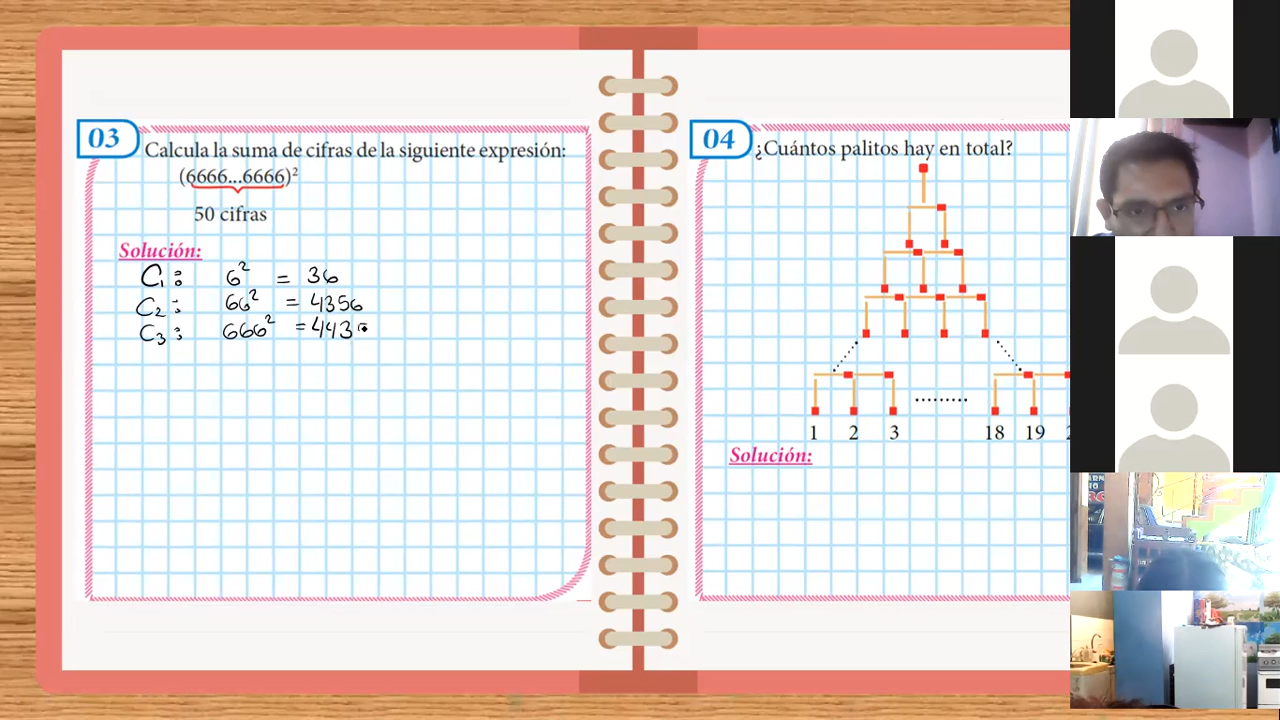 03
Calcula la suma de cifras de la siguiente expresión:
(6666...6666)²
50 cifras
Solución:
C₁: 6² = 36
C₂: 66² = 4356
C₃: 666² = 443
04
¿Cuántos palitos hay en total?
1 2 3 ......... 18 19
Solución: